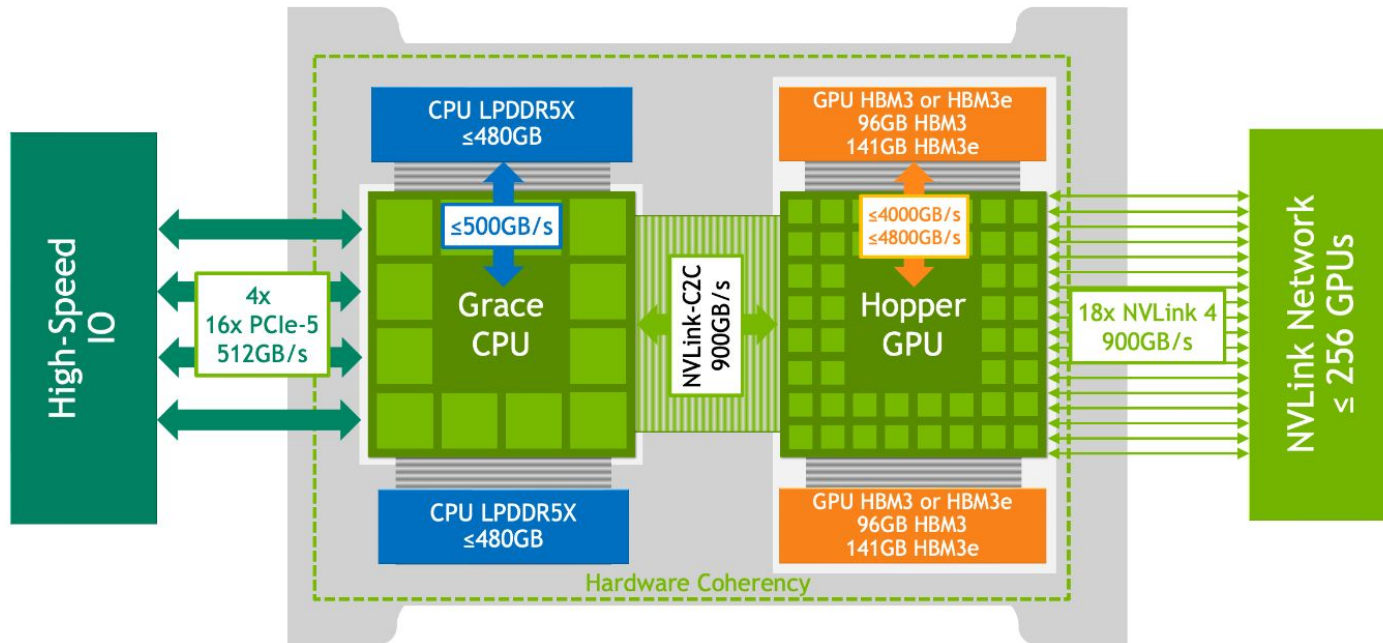 CPU LPDDR5X
≤480GB
GPU HBM3 or HBM3e
96GB HBM3
141GB HBM3e
High-Speed
IO
4x
16x PCIe-5
512GB/s
≤500GB/s
Grace
CPU
NVLink-C2C
900GB/s
≤4000GB/s
≤4800GB/s
Hopper
GPU
18x NVLink 4
900GB/s
NVLink Network
≤ 256 GPUs
CPU LPDDR5X
≤480GB
GPU HBM3 or HBM3e
96GB HBM3
141GB HBM3e
Hardware Coherency